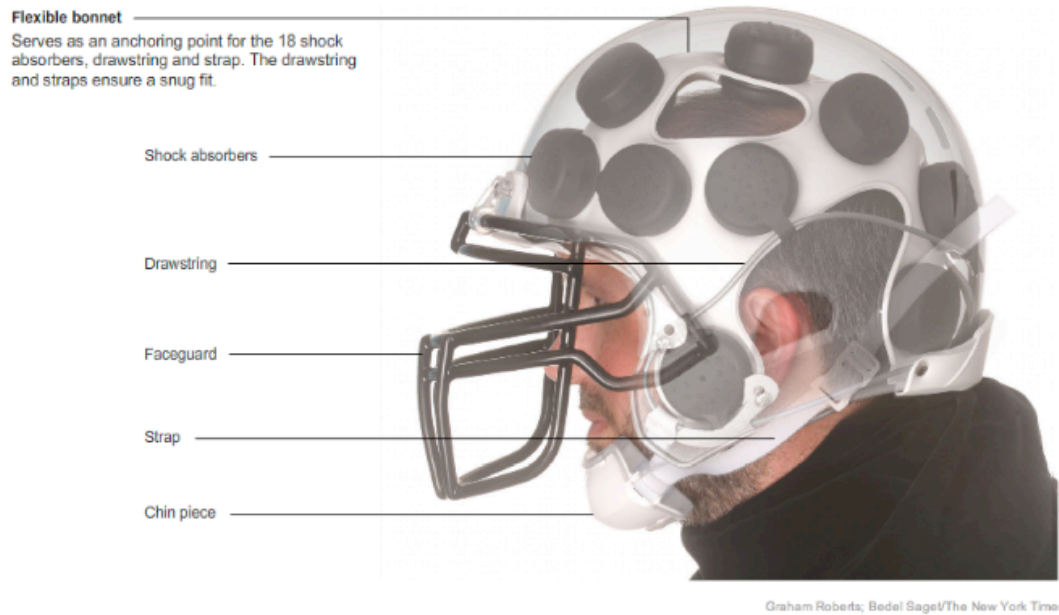 Flexible bonnet
Serves as an anchoring point for the 18 shock
absorbers, drawstring and strap. The drawstring
and straps ensure a snug fit.
Shock absorbers
Drawstring
Faceguard
Strap
Chin piece
Graham Roberts; Bedel Saget/The New York Time